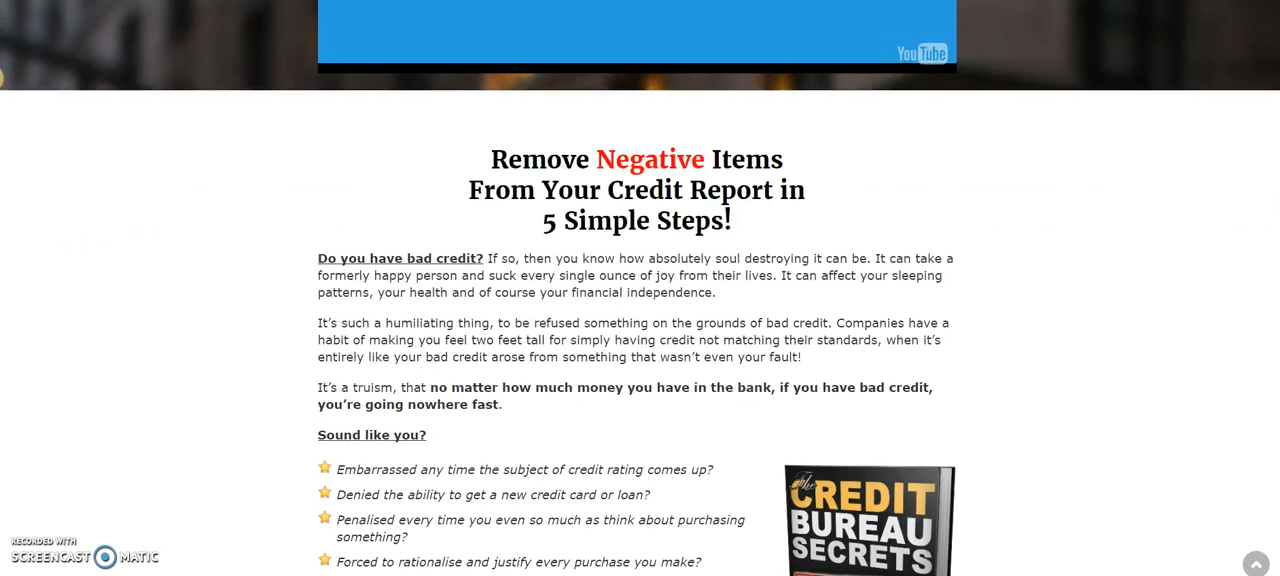 YouTube
Remove Negative Items
From Your Credit Report in
5 Simple Steps!
Do you have bad credit? If so, then you know how absolutely soul destroying it can be. It can take a
formerly happy person and suck every single ounce of joy from their lives. It can affect your sleeping
patterns, your health and of course your financial independence.
It’s such a humiliating thing, to be refused something on the grounds of bad credit. Companies have a
habit of making you feel two feet tall for simply having credit not matching their standards, when it’s
entirely like your bad credit arose from something that wasn’t even your fault!
It’s a truism, that no matter how much money you have in the bank, if you have bad credit,
you’re going nowhere fast.
Sound like you?
Embarrassed any time the subject of credit rating comes up?
Denied the ability to get a new credit card or loan?
Penalised every time you even so much as think about purchasing
something?
Forced to rationalise and justify every purchase you make?
The
CREDIT
BUREAU
SECRETS
RECORDED WITH
SCREENCAST MATIC